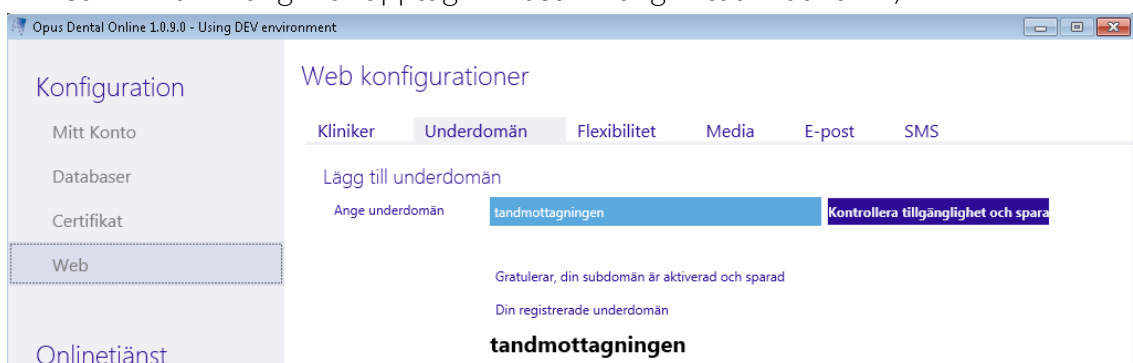 Opus Dental Online 1.0.9.0 - Using DEV environment
Konfiguration
Mitt Konto
Databaser
Certifikat
Web
Onlinetjänst
Web konfigurationer
Kliniker Underdomän Flexibilitet Media E-post SMS
Lägg till underdomän
Ange underdomän tandmottagningen Kontrollera tillgänglighet och spara
Gratulerar, din subdomän är aktiverad och sparad
Din registrerade underdomän
tandmottagningen